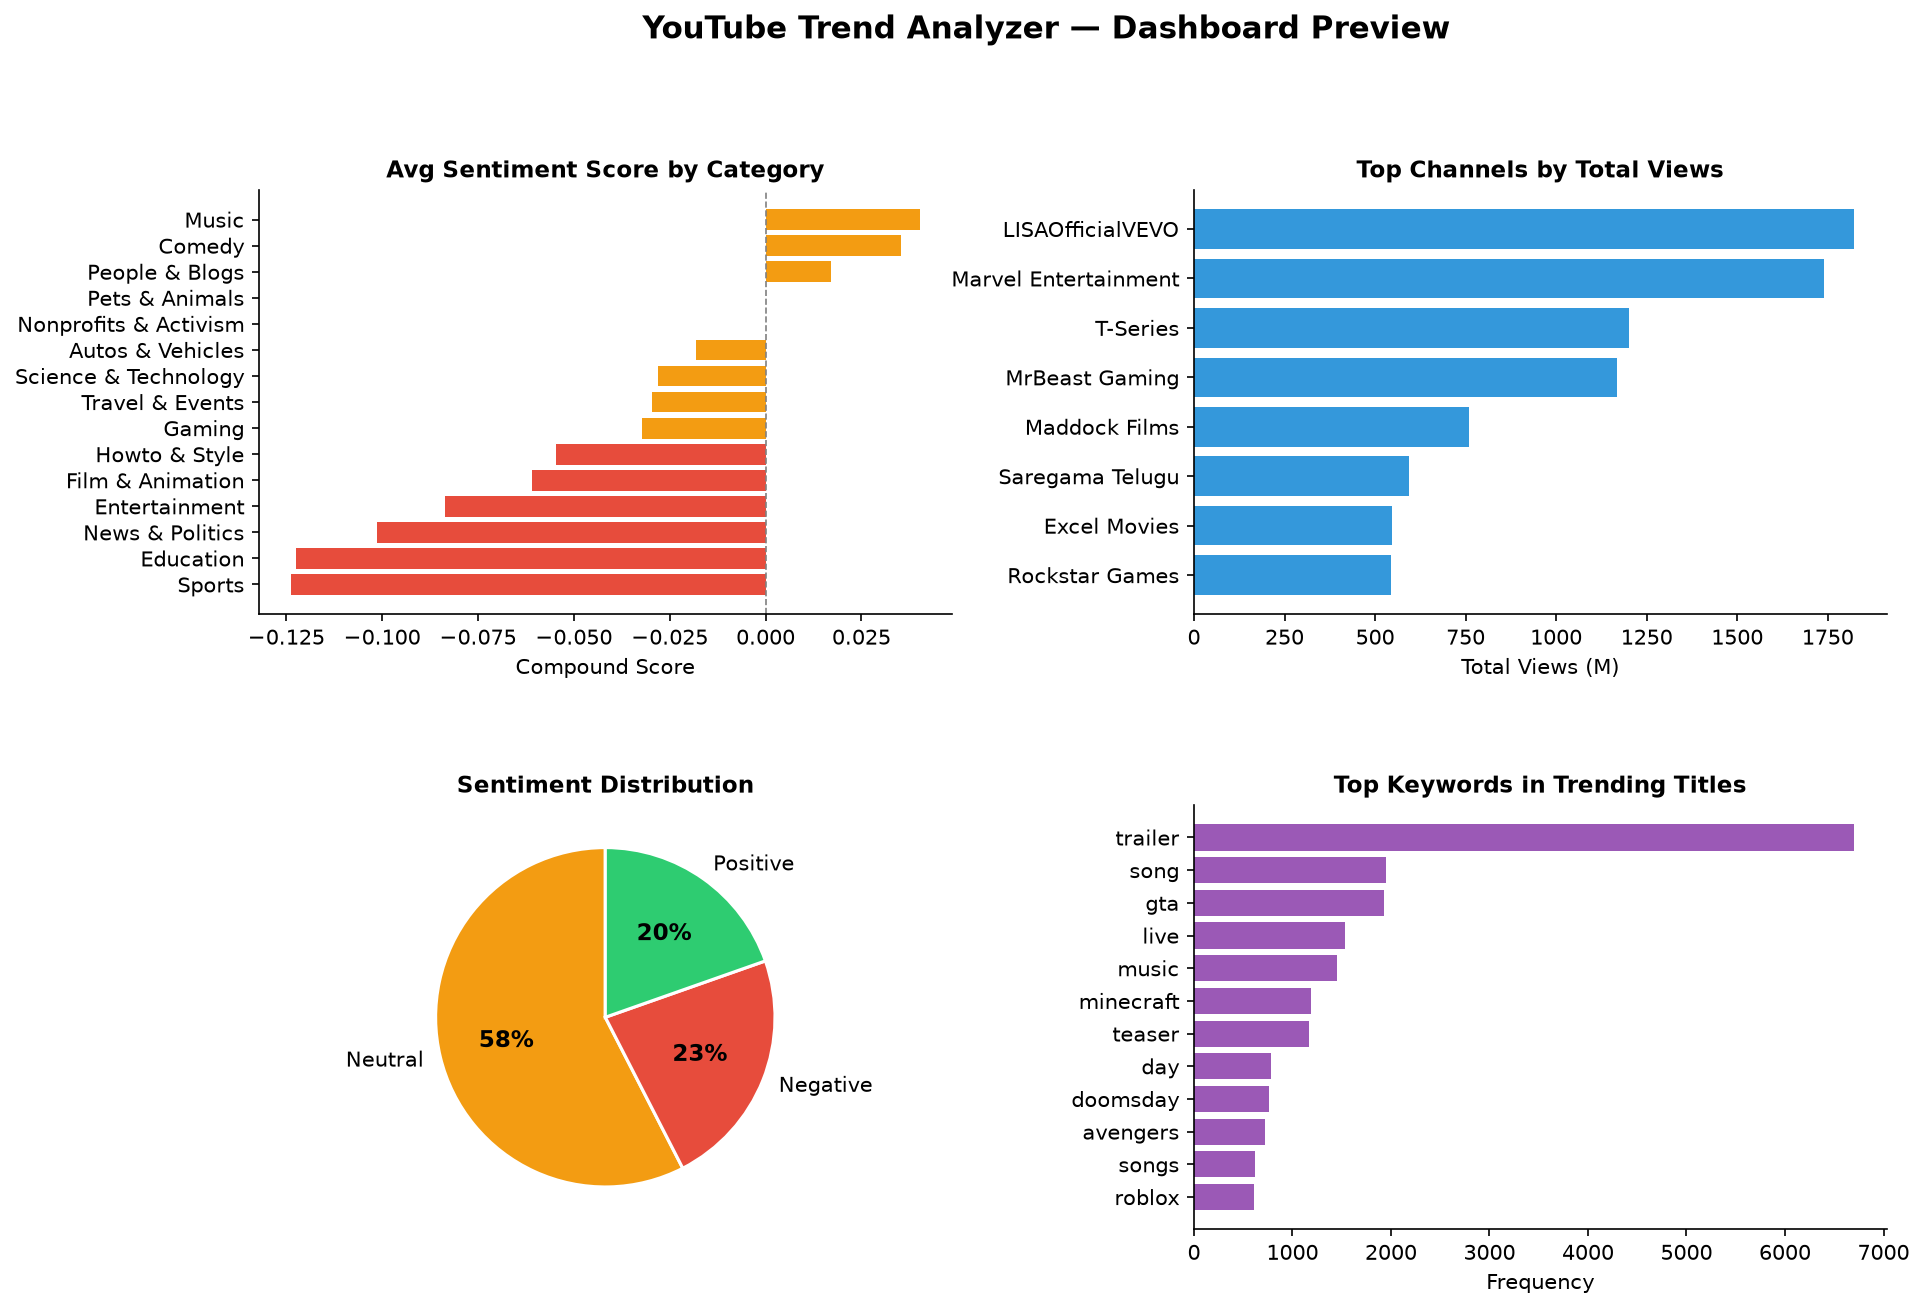 YouTube Trend Analyzer — Dashboard Preview
Avg Sentiment Score by Category
Music
Comedy
People & Blogs
Pets & Animals
Nonprofits & Activism
Autos & Vehicles
Science & Technology
Travel & Events
Gaming
Howto & Style
Film & Animation
Entertainment
News & Politics
Education
Sports
−0.125 −0.100 −0.075 −0.050 −0.025 0.000 0.025
Compound Score
Top Channels by Total Views
LISAOfficialVEVO
Marvel Entertainment
T-Series
MrBeast Gaming
Maddock Films
Saregama Telugu
Excel Movies
Rockstar Games
0 250 500 750 1000 1250 1500 1750
Total Views (M)
Sentiment Distribution
Positive
20%
58%
23%
Neutral
Negative
Top Keywords in Trending Titles
trailer
song
gta
live
music
minecraft
teaser
day
doomsday
avengers
songs
roblox
0 1000 2000 3000 4000 5000 6000 7000
Frequency